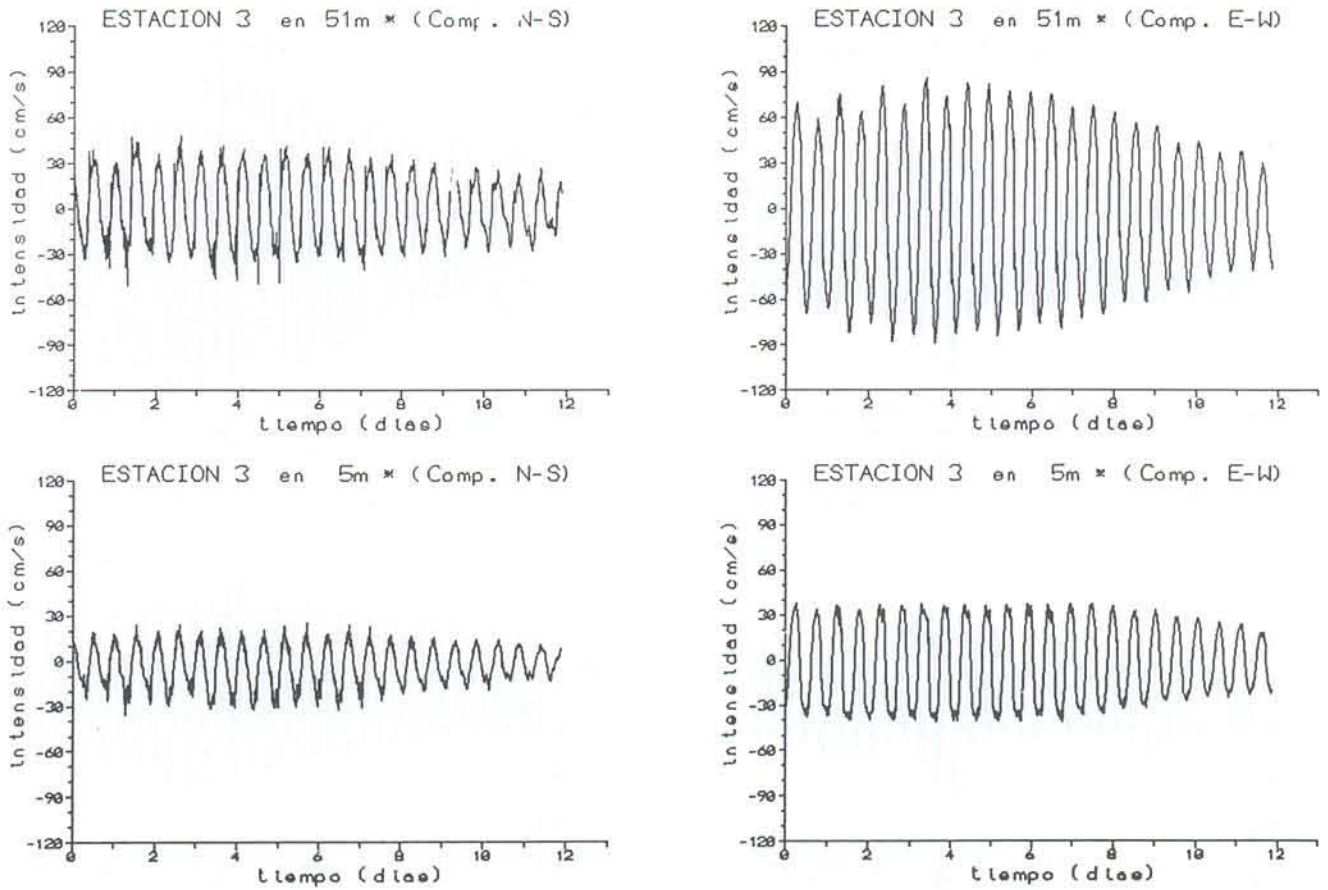 ESTACION 3 en 51m * (Comp. N-S)
120
90
60
30
0
-30
-60
-90
-120
Intensidad (cm/s)
0 2 4 6 8 10 12
tiempo (dias)
ESTACION 3 en 51m * (Comp. E-W)
120
90
60
30
0
-30
-60
-90
-120
Intensidad (cm/s)
0 2 4 6 8 10 12
tiempo (dias)
ESTACION 3 en 5m * (Comp. N-S)
120
90
60
30
0
-30
-60
-90
-120
Intensidad (cm/s)
0 2 4 6 8 10 12
tiempo (dias)
ESTACION 3 en 5m * (Comp. E-W)
120
90
60
30
0
-30
-60
-90
-120
Intensidad (cm/s)
0 2 4 6 8 10 12
tiempo (dias)